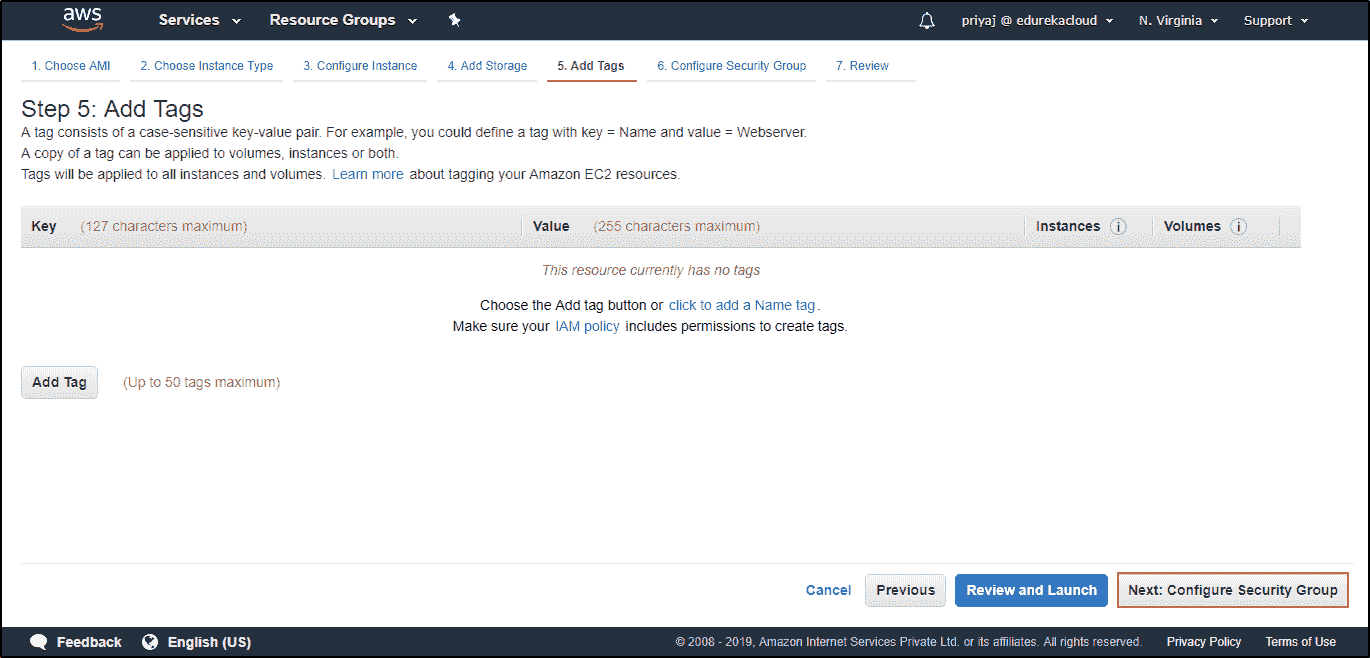 aws Services Resource Groups priyaj @ edurekacloud N. Virginia Support
1. Choose AMI 2. Choose Instance Type 3. Configure Instance 4. Add Storage 5. Add Tags 6. Configure Security Group 7. Review
Step 5: Add Tags
A tag consists of a case-sensitive key-value pair. For example, you could define a tag with key = Name and value = Webserver.
A copy of a tag can be applied to volumes, instances or both.
Tags will be applied to all instances and volumes. Learn more about tagging your Amazon EC2 resources.
Key (127 characters maximum) Value (255 characters maximum) Instances i Volumes i
This resource currently has no tags
Choose the Add tag button or click to add a Name tag.
Make sure your IAM policy includes permissions to create tags.
Add Tag (Up to 50 tags maximum)
Cancel Previous Review and Launch Next: Configure Security Group
Feedback English (US) © 2008 - 2019, Amazon Internet Services Private Ltd. or its affiliates. All rights reserved. Privacy Policy Terms of Use